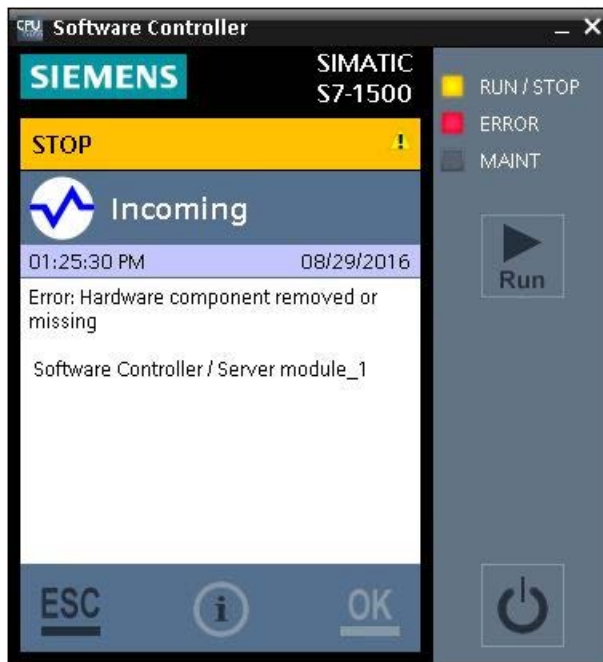 CPU Software Controller
SIEMENS
SIMATIC
S7-1500
STOP
Incoming
01:25:30 PM 08/29/2016
Error: Hardware component removed or
missing
Software Controller / Server module_1
ESC i OK
RUN / STOP
ERROR
MAINT
Run